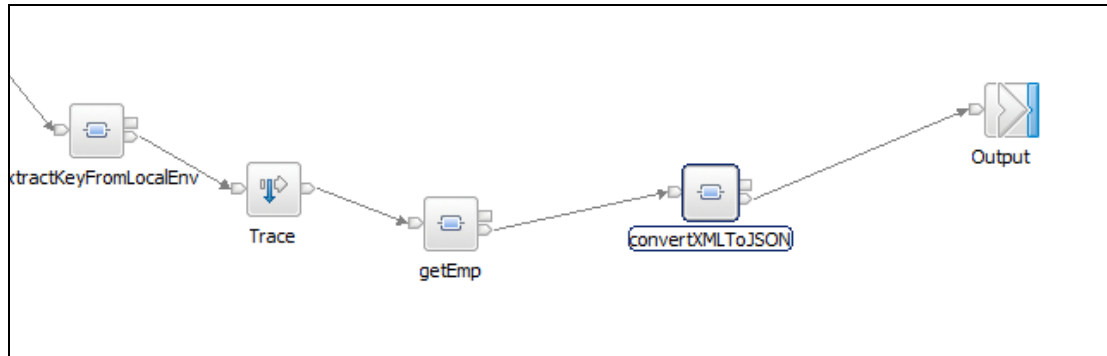 xtractKeyFromLocalEnv
Trace
getEmp
convertXMLToJSON
Output